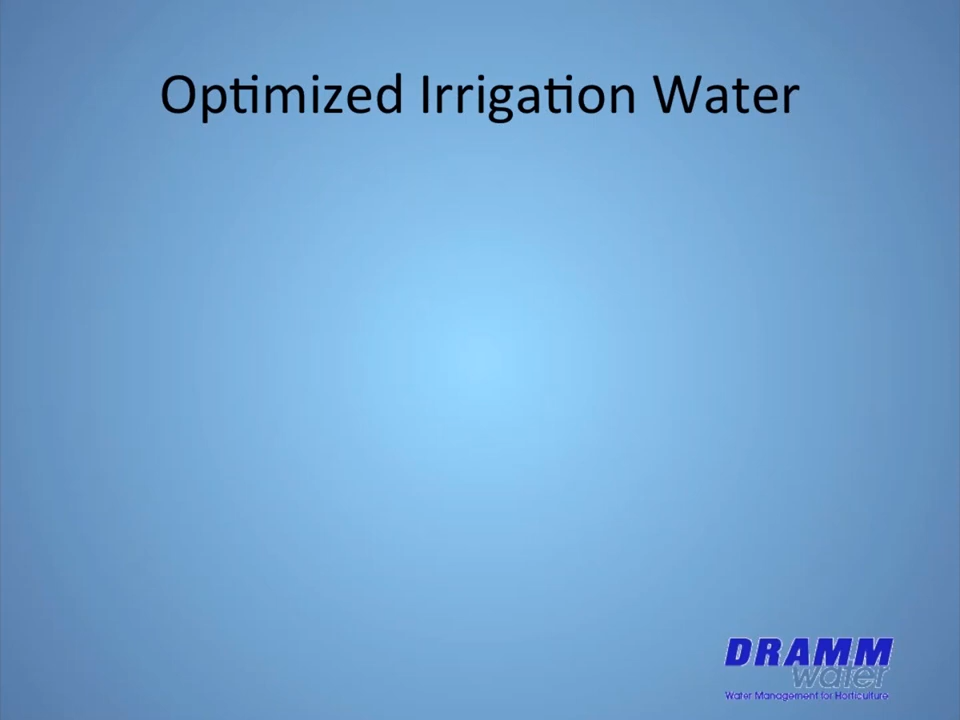 Optimized Irrigation Water
DRAMM
water
Water Management for Horticulture